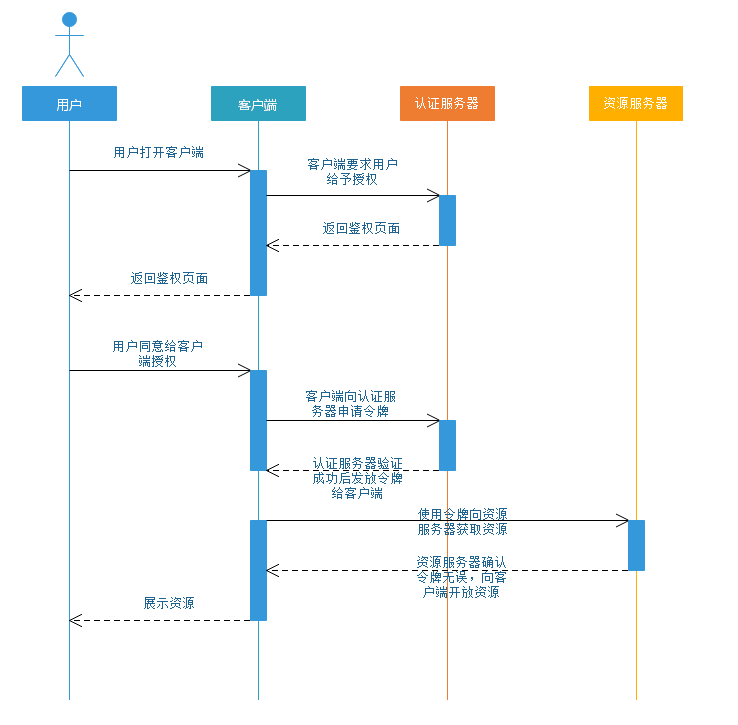 用户
客户端
认证服务器
资源服务器
用户打开客户端
客户端要求用户
给予授权
返回鉴权页面
返回鉴权页面
用户同意给客户
端授权
客户端向认证服
务器申请令牌
认证服务器验证
成功后发放令牌
给客户端
使用令牌向资源
服务器获取资源
资源服务器确认
令牌无误，向客
户端开放资源
展示资源